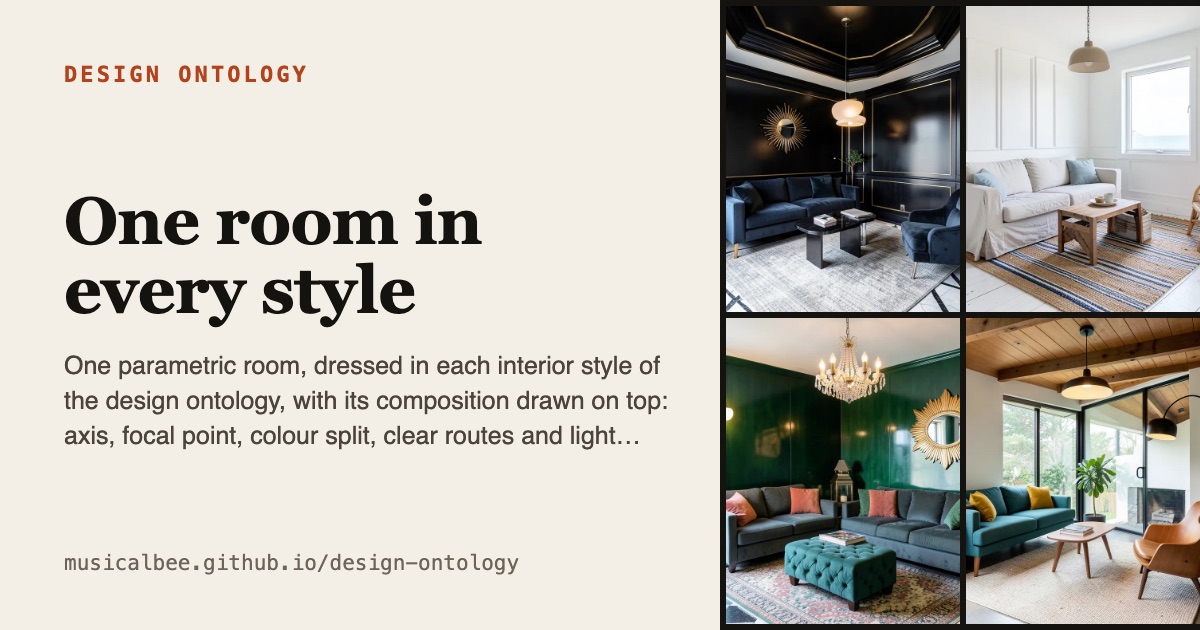 DESIGN ONTOLOGY
One room in
every style
One parametric room, dressed in each interior style of
the design ontology, with its composition drawn on top:
axis, focal point, colour split, clear routes and light…
musicalbee.github.io/design-ontology